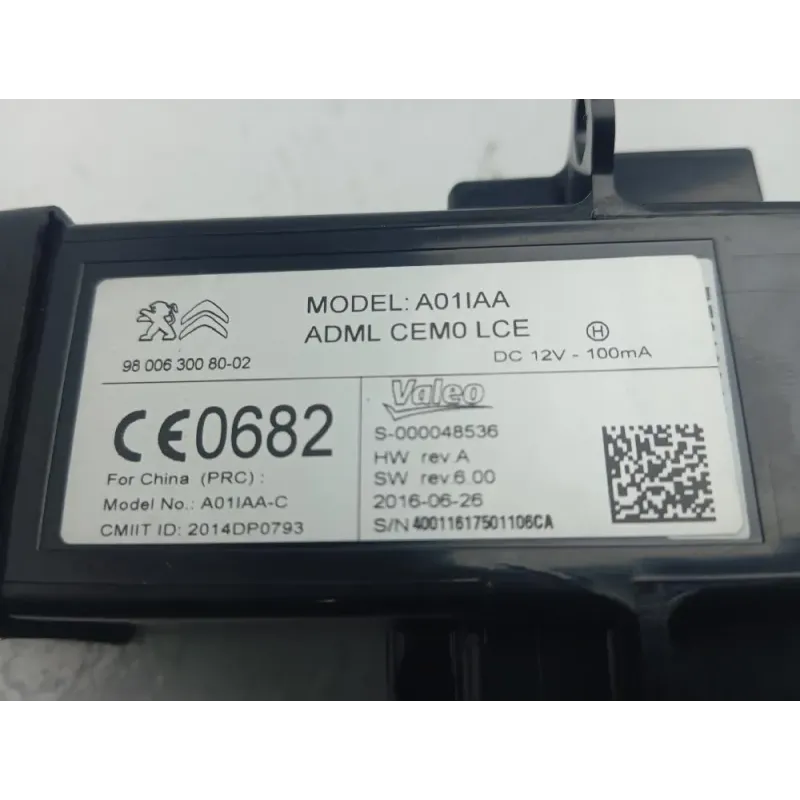 MODEL: A01IAA
ADML CEM0 LCE
98 006 300 80-02
H
DC 12V - 100mA
CE0682
For China (PRC) :
Model No.: A01IAA-C
CMIIT ID: 2014DP0793
Valeo
S-000048536
HW rev.A
SW rev.6.00
2016-06-26
S/N 40011617501106CA